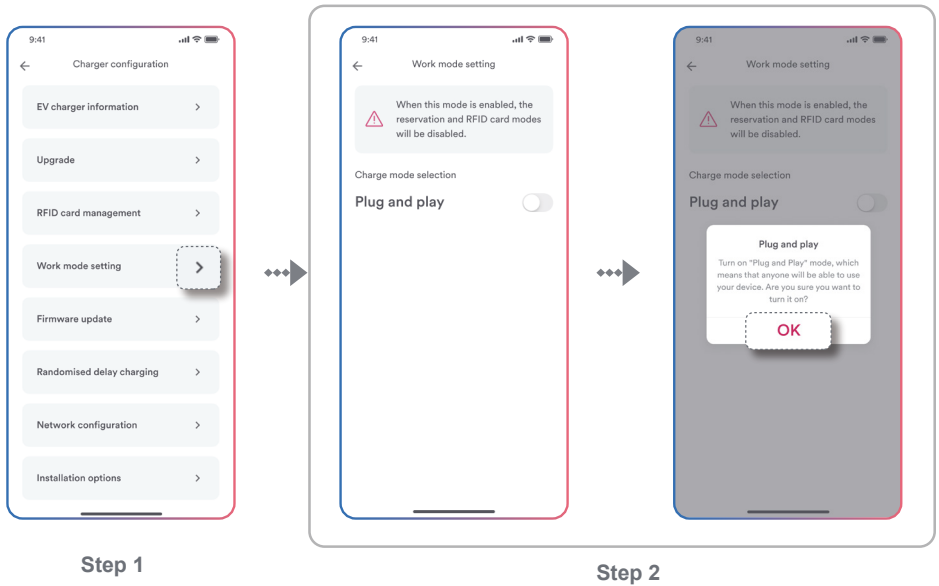 9:41
Charger configuration
EV charger information
Upgrade
RFID card management
Work mode setting
Firmware update
Randomised delay charging
Network configuration
Installation options
Step 1
9:41
Work mode setting
When this mode is enabled, the
reservation and RFID card modes
will be disabled.
Charge mode selection
Plug and play
9:41
Work mode setting
When this mode is enabled, the
reservation and RFID card modes
will be disabled.
Charge mode selection
Plug and play
Plug and play
Turn on "Plug and Play" mode, which
means that anyone will be able to use
your device. Are you sure you want to
turn it on?
OK
Step 2